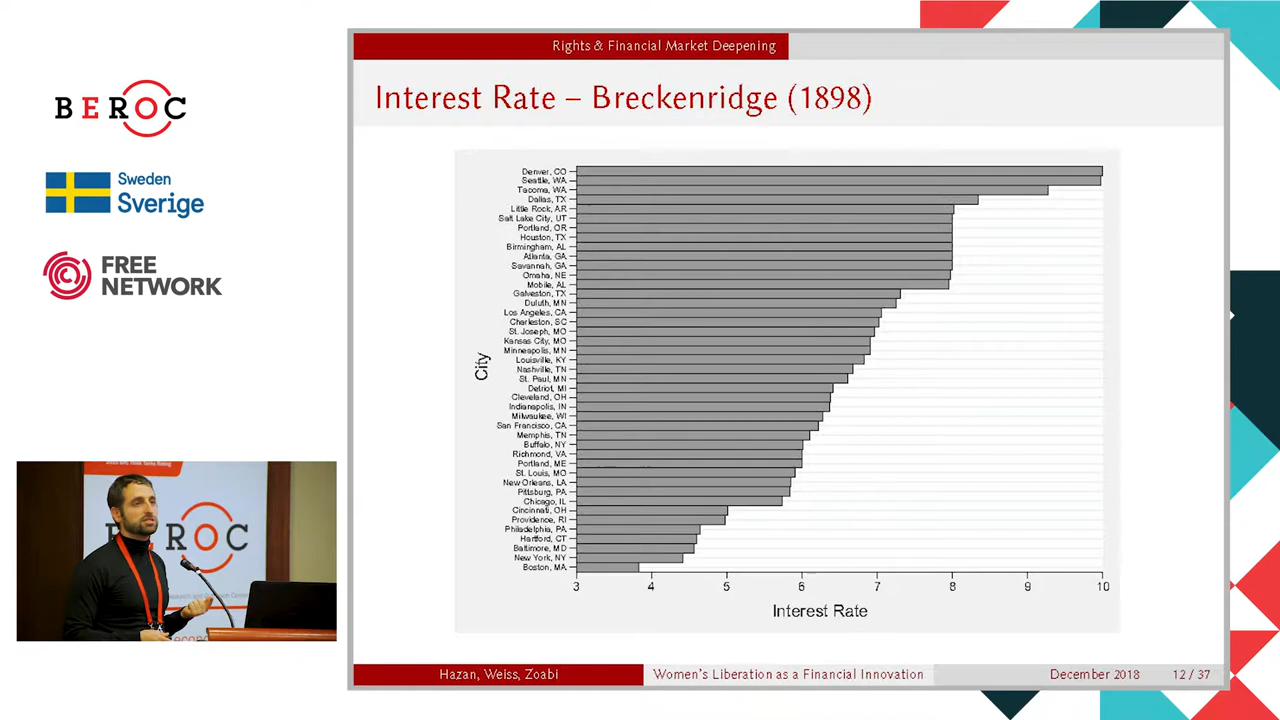 BEROC
Sweden
Sverige
FREE
NETWORK
Rights & Financial Market Deepening
Interest Rate – Breckenridge (1898)
City
Denver, CO
Seattle, WA
Tacoma, WA
Dallas, TX
Little Rock, AR
Salt Lake City, UT
Portland, OR
Houston, TX
Birmingham, AL
Atlanta, GA
Savannah, GA
Omaha, NE
Mobile, AL
Galveston, TX
Duluth, MN
Los Angeles, CA
Charleston, SC
St. Joseph, MO
Kansas City, MO
Minneapolis, MN
Louisville, KY
Nashville, TN
St. Paul, MN
Detriot, MI
Cleveland, OH
Indianapolis, IN
Milwaukee, WI
San Francisco, CA
Memphis, TN
Buffalo, NY
Richmond, VA
Portland, ME
St. Louis, MO
New Orleans, LA
Pittsburg, PA
Chicago, IL
Cincinnati, OH
Providence, RI
Philadelphia, PA
Hartford, CT
Baltimore, MD
New York, NY
Boston, MA
3 4 5 6 7 8 9 10
Interest Rate
BEROC
Hazan, Weiss, Zoabi
Women's Liberation as a Financial Innovation
December 2018
12 / 37